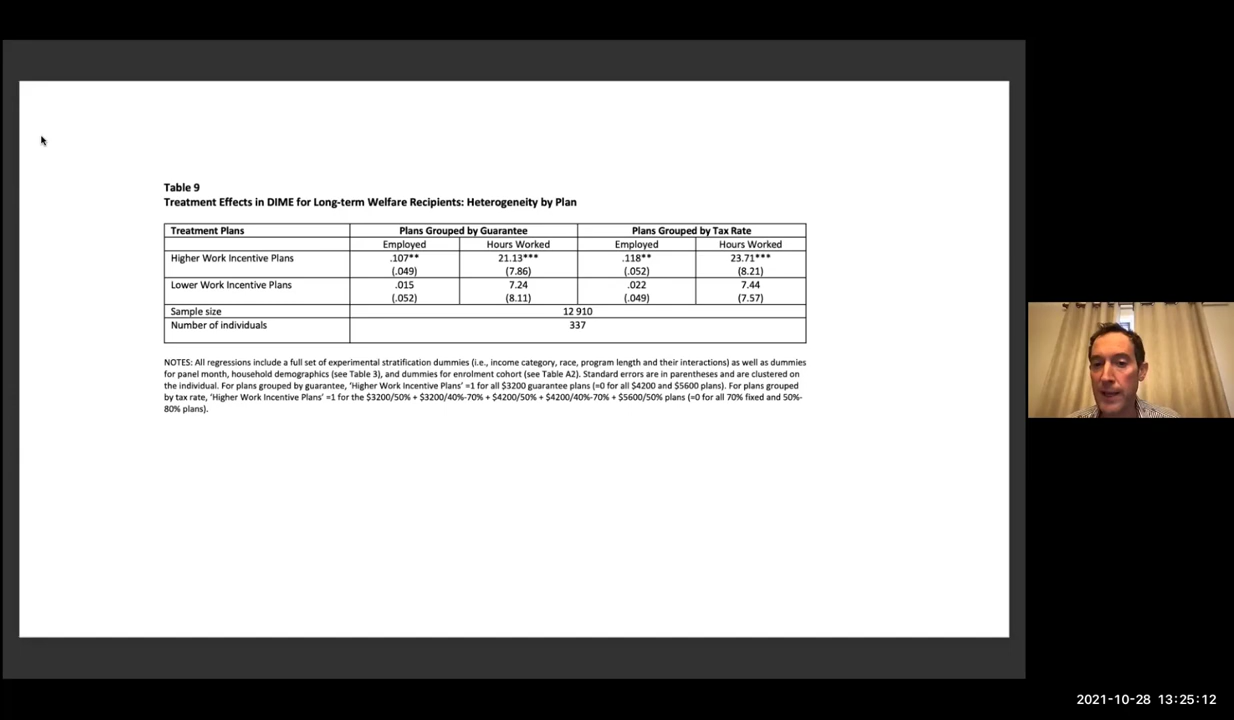 Table 9
Treatment Effects in DIME for Long-term Welfare Recipients: Heterogeneity by Plan
Treatment Plans Plans Grouped by Guarantee Plans Grouped by Tax Rate
Employed Hours Worked Employed Hours Worked
Higher Work Incentive Plans .107** 21.13*** .118** 23.71***
(.049) (7.86) (.052) (8.21)
Lower Work Incentive Plans .015 7.24 .022 7.44
(.052) (8.11) (.049) (7.57)
Sample size 12 910
Number of individuals 337
NOTES: All regressions include a full set of experimental stratification dummies (i.e., income category, race, program length and their interactions) as well as dummies
for panel month, household demographics (see Table 3), and dummies for enrolment cohort (see Table A2). Standard errors are in parentheses and are clustered on
the individual. For plans grouped by guarantee, 'Higher Work Incentive Plans' =1 for all $3200 guarantee plans (=0 for all $4200 and $5600 plans). For plans grouped
by tax rate, 'Higher Work Incentive Plans' =1 for the $3200/50% + $3200/40%-70% + $4200/50% + $4200/40%-70% + $5600/50% plans (=0 for all 70% fixed and 50%-
80% plans).
2021-10-28 13:25:12